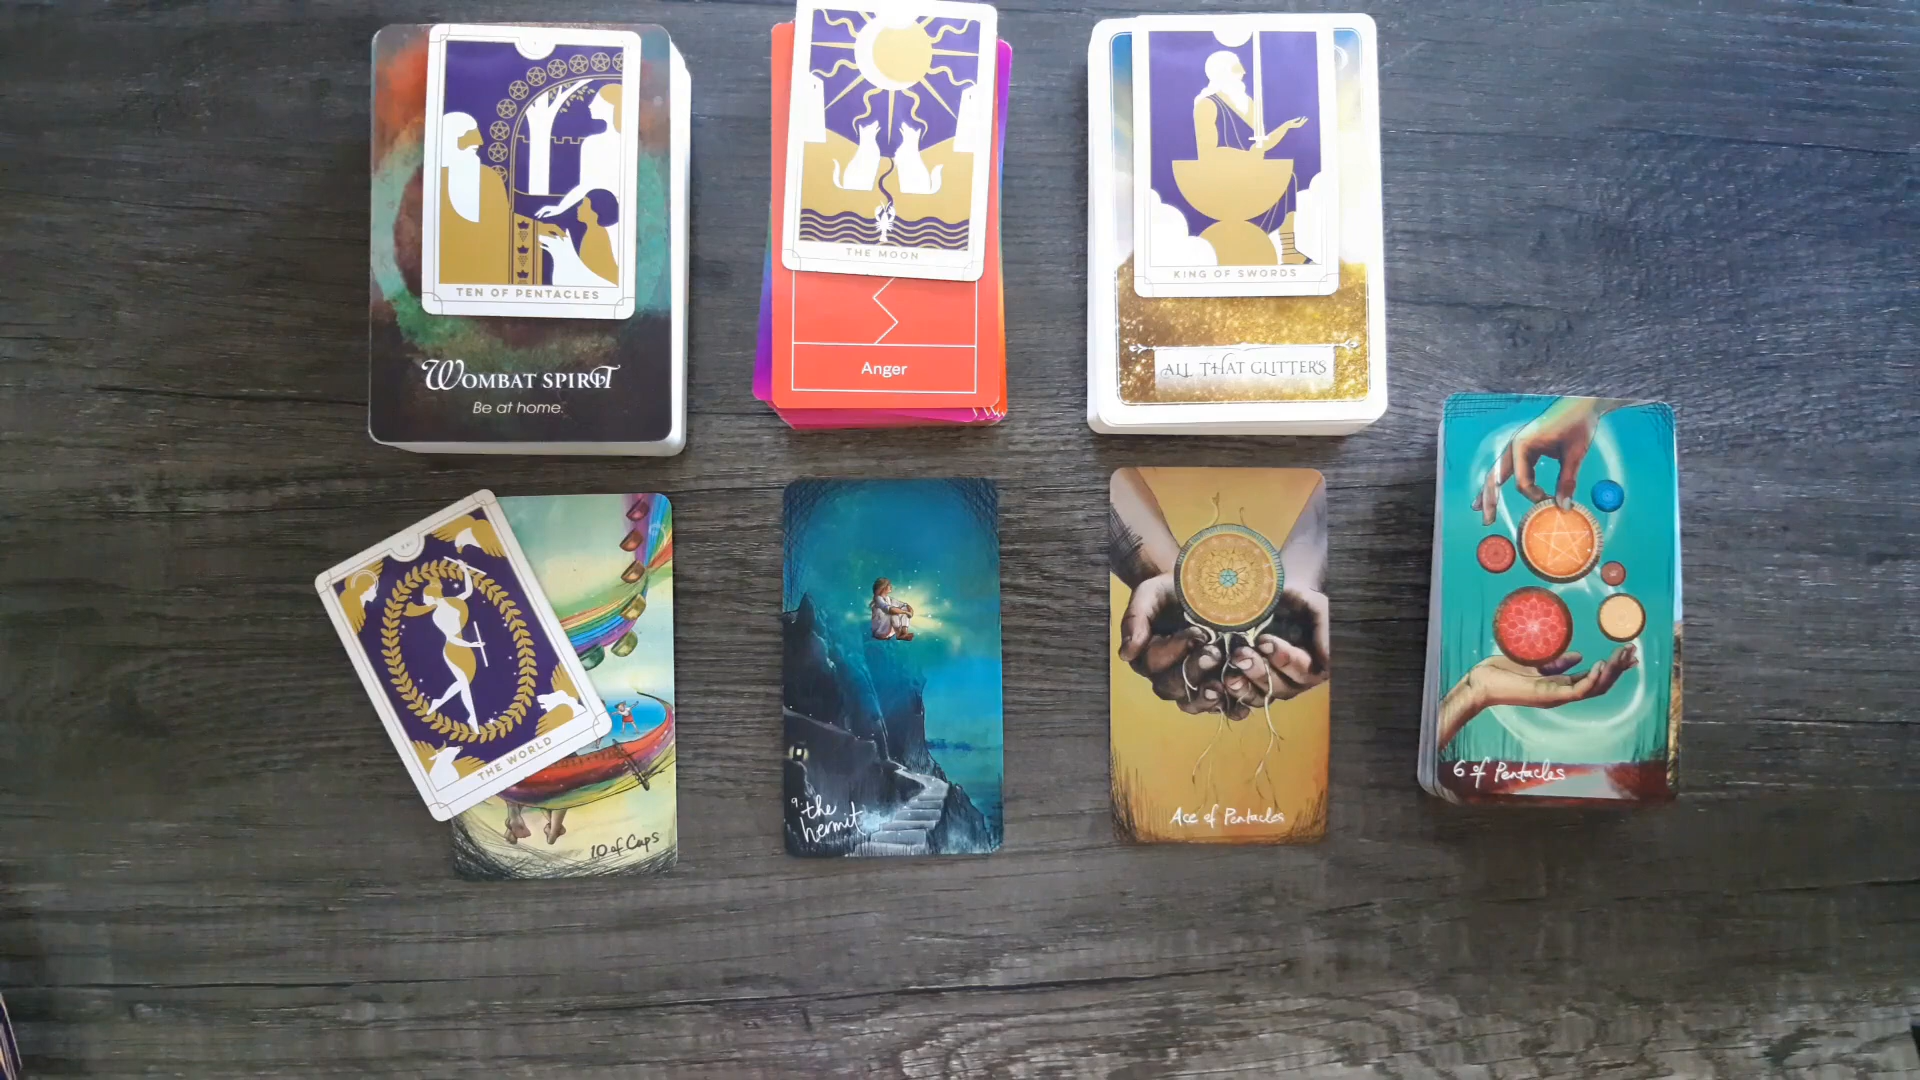 TEN OF PENTACLES
WOMBAT SPIRIT
Be at home.
THE MOON
Anger
KING OF SWORDS
ALL THAT GLITTERS
THE WORLD
10 of Cups
9. the
hermit
Ace of Pentacles
6 of Pentacles